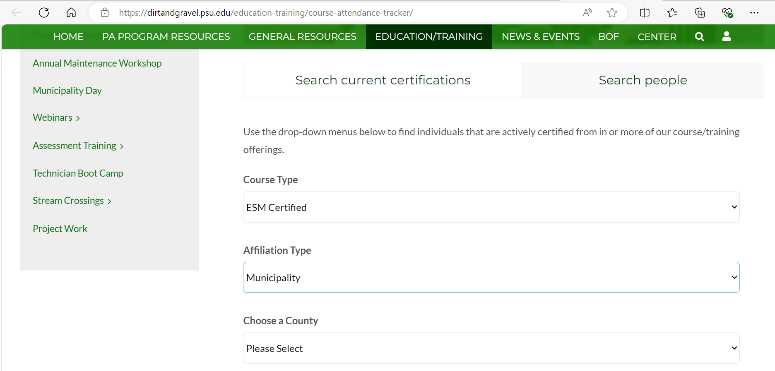 https://dirtandgravel.psu.edu/education-training/course-attendance-tracker/
HOME PA PROGRAM RESOURCES GENERAL RESOURCES EDUCATION/TRAINING NEWS & EVENTS BOF CENTER
Annual Maintenance Workshop
Municipality Day
Webinars >
Assessment Training >
Technician Boot Camp
Stream Crossings >
Project Work
Search current certifications Search people
Use the drop-down menus below to find individuals that are actively certified from in or more of our course/training
offerings.
Course Type
ESM Certified
Affiliation Type
Municipality
Choose a County
Please Select